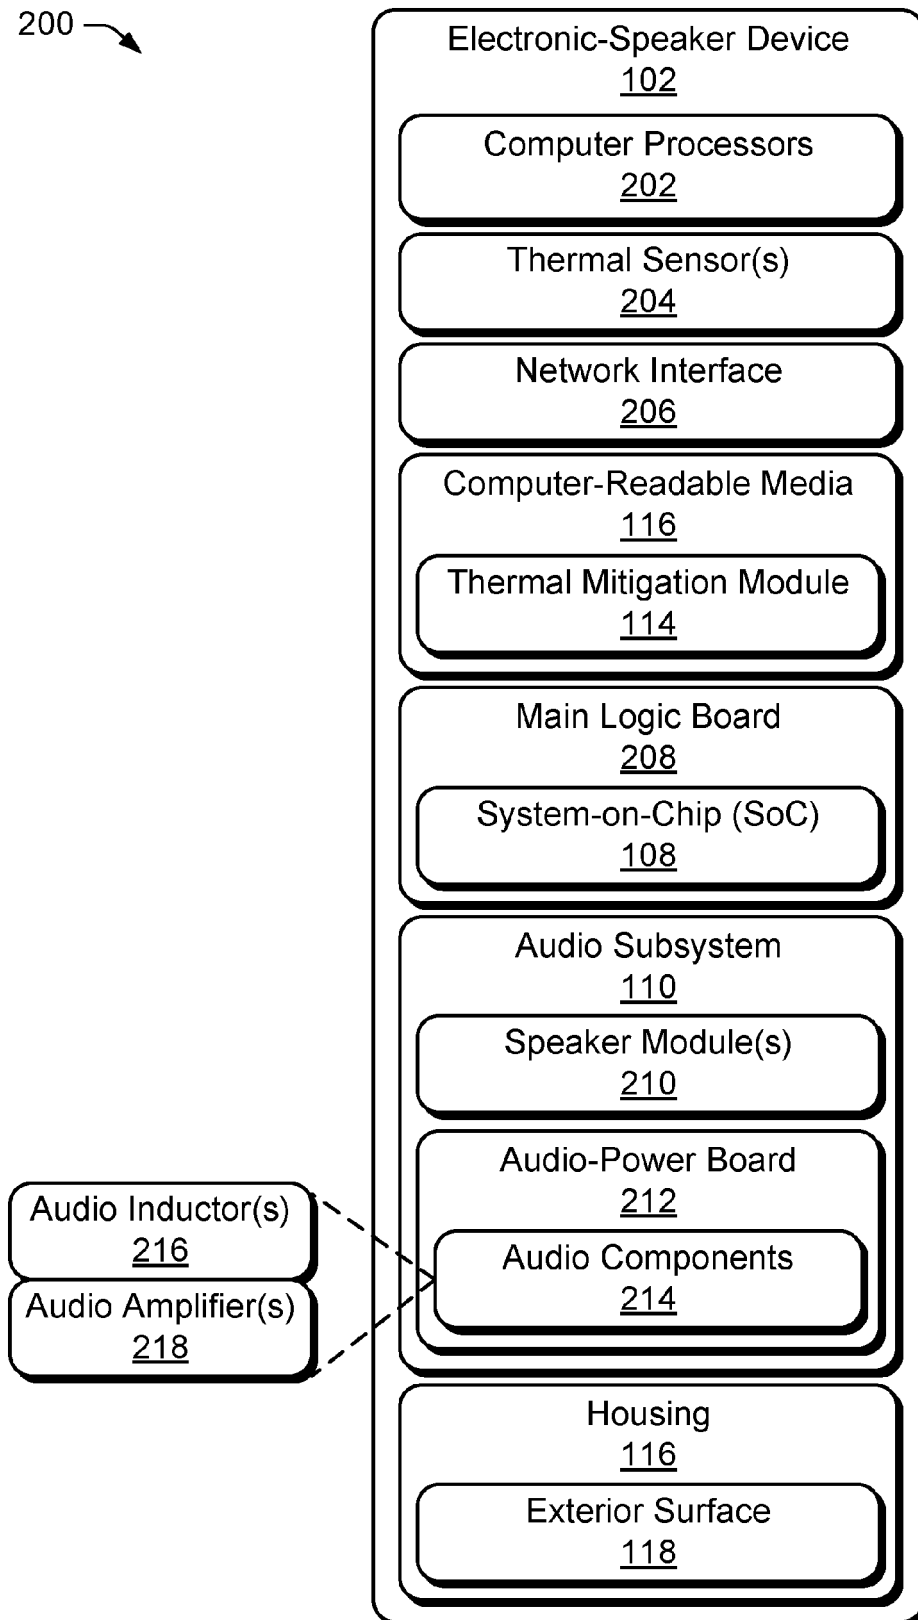 200
Electronic-Speaker Device
102
Computer Processors
202
Thermal Sensor(s)
204
Network Interface
206
Computer-Readable Media
116
Thermal Mitigation Module
114
Main Logic Board
208
System-on-Chip (SoC)
108
Audio Subsystem
110
Speaker Module(s)
210
Audio-Power Board
212
Audio Components
214
Audio Inductor(s)
216
Audio Amplifier(s)
218
Housing
116
Exterior Surface
118